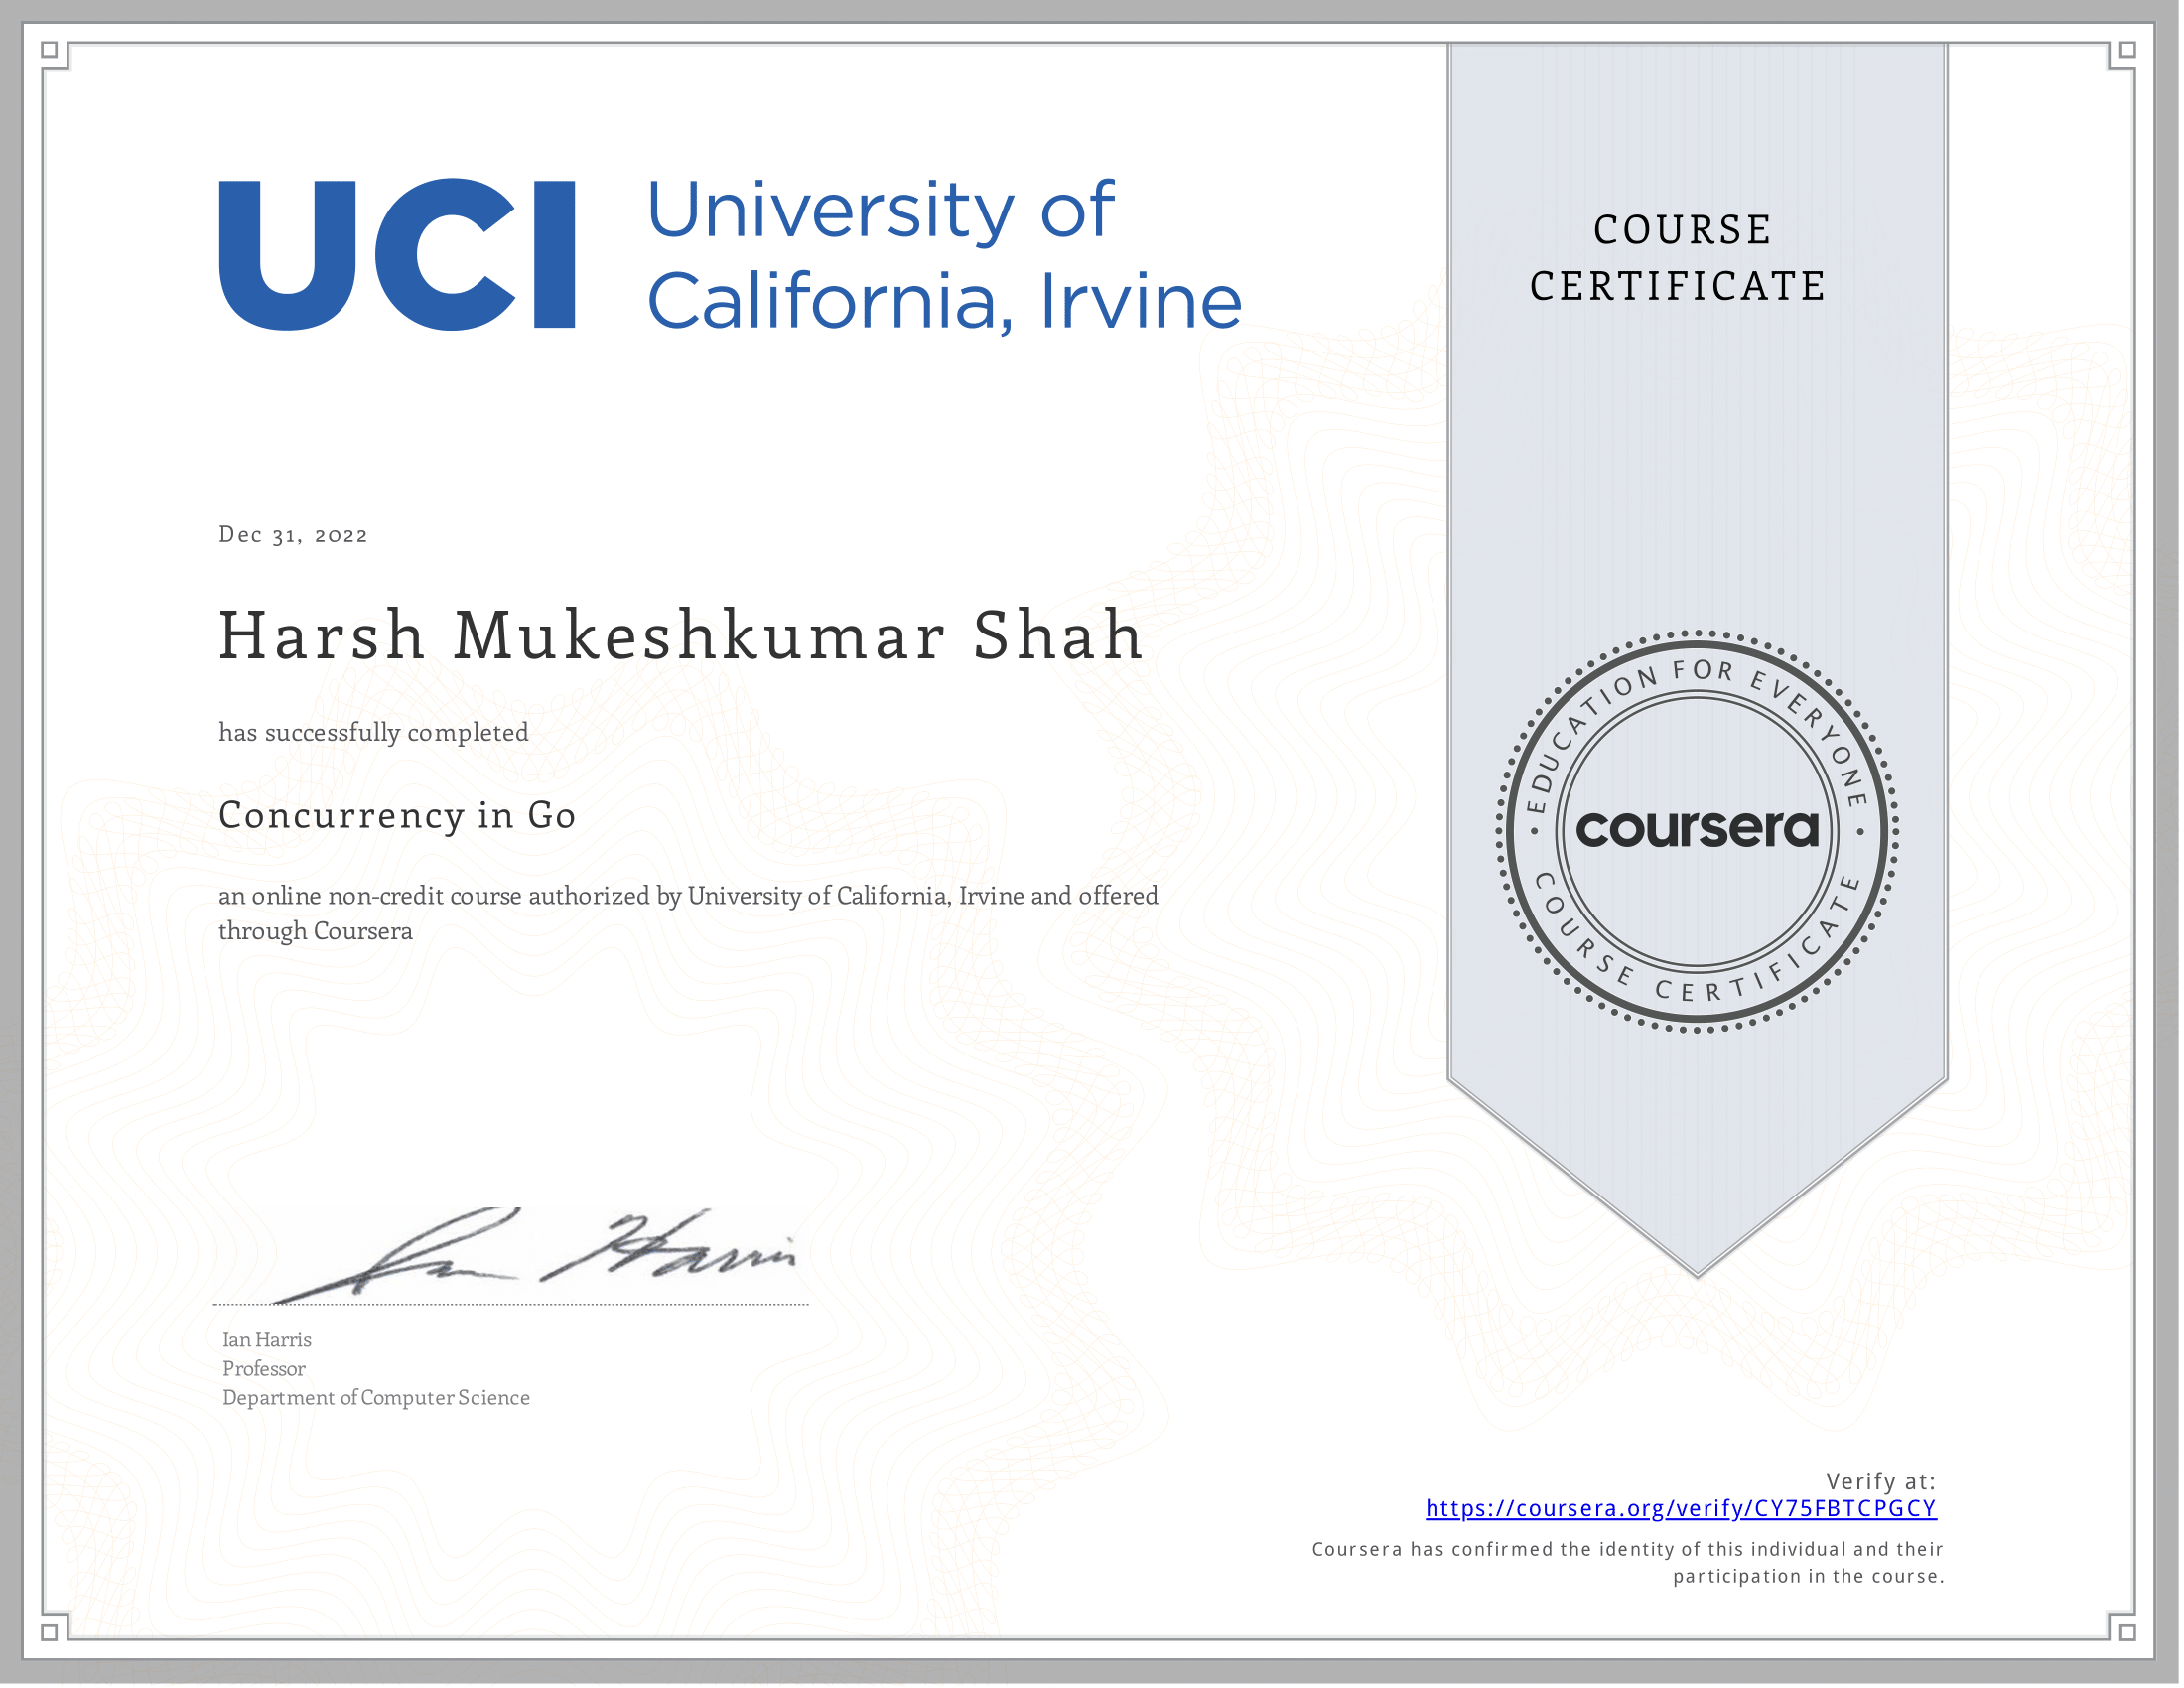 UCI
University of
California, Irvine
COURSE
CERTIFICATE
Dec 31, 2022
Harsh Mukeshkumar Shah
has successfully completed
Concurrency in Go
an online non-credit course authorized by University of California, Irvine and offered
through Coursera
• EDUCATION FOR EVERYONE •
coursera
COURSE CERTIFICATE
Ian Harris
Ian Harris
Professor
Department of Computer Science
Verify at:
https://coursera.org/verify/CY75FBTCPGCY
Coursera has confirmed the identity of this individual and their
participation in the course.